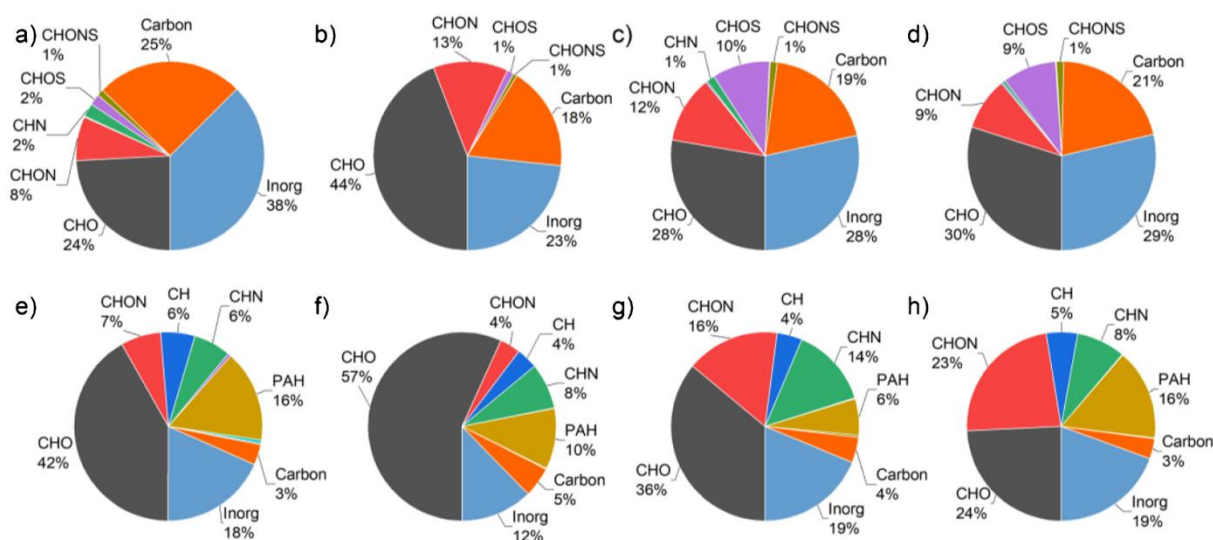 a)
CHONS
1%
Carbon
25%
CHOS
2%
CHN
2%
CHON
8%
CHO
24%
Inorg
38%
b)
CHON
13%
CHOS
1%
CHONS
1%
Carbon
18%
CHO
44%
Inorg
23%
c)
CHN
1%
CHOS
10%
CHONS
1%
Carbon
19%
CHON
12%
CHO
28%
Inorg
28%
d)
CHOS
9%
CHONS
1%
Carbon
21%
CHON
9%
CHO
30%
Inorg
29%
e)
CHON
7%
CH
6%
CHN
6%
PAH
16%
CHO
42%
Carbon
3%
Inorg
18%
f)
CHON
4%
CH
4%
CHN
8%
CHO
57%
PAH
10%
Carbon
5%
Inorg
12%
g)
CHON
16%
CH
4%
CHN
14%
PAH
6%
CHO
36%
Carbon
4%
Inorg
19%
h)
CH
5%
CHN
8%
CHON
23%
PAH
16%
Carbon
3%
CHO
24%
Inorg
19%